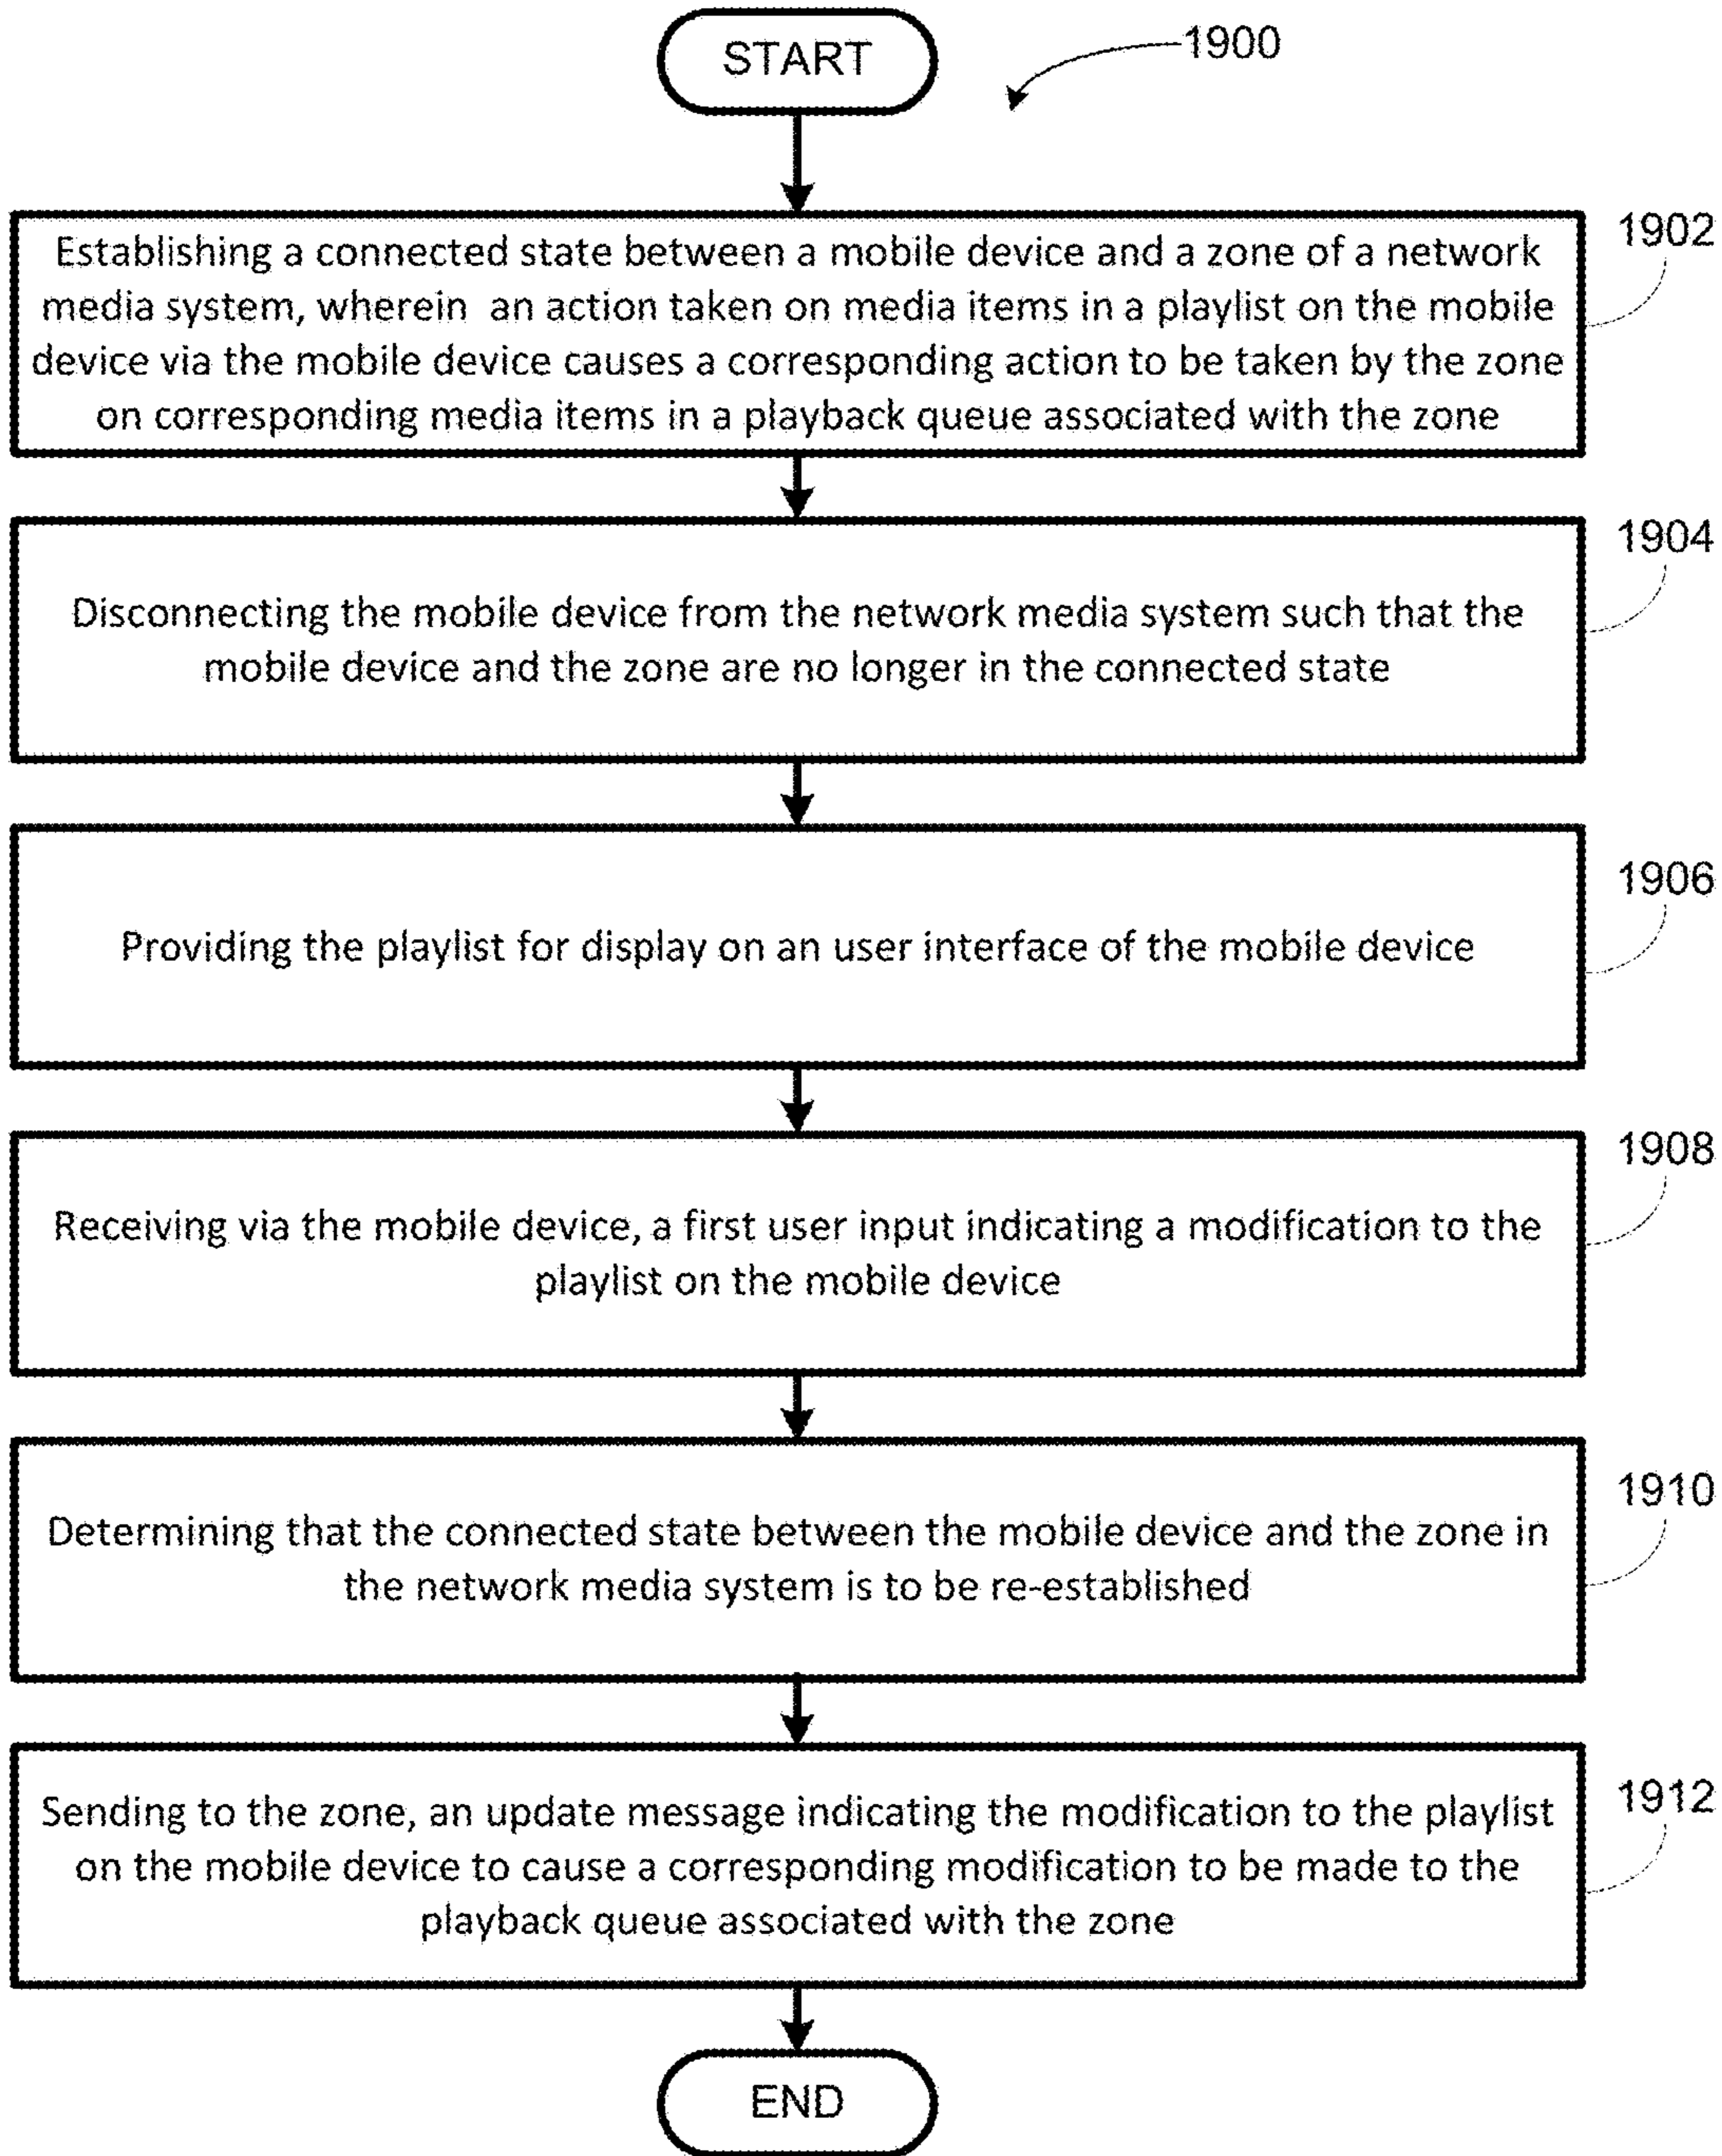 START
1900
1902
Establishing a connected state between a mobile device and a zone of a network
media system, wherein an action taken on media items in a playlist on the mobile
device via the mobile device causes a corresponding action to be taken by the zone
on corresponding media items in a playback queue associated with the zone
1904
Disconnecting the mobile device from the network media system such that the
mobile device and the zone are no longer in the connected state
1906
Providing the playlist for display on an user interface of the mobile device
1908
Receiving via the mobile device, a first user input indicating a modification to the
playlist on the mobile device
1910
Determining that the connected state between the mobile device and the zone in
the network media system is to be re-established
1912
Sending to the zone, an update message indicating the modification to the playlist
on the mobile device to cause a corresponding modification to be made to the
playback queue associated with the zone
END